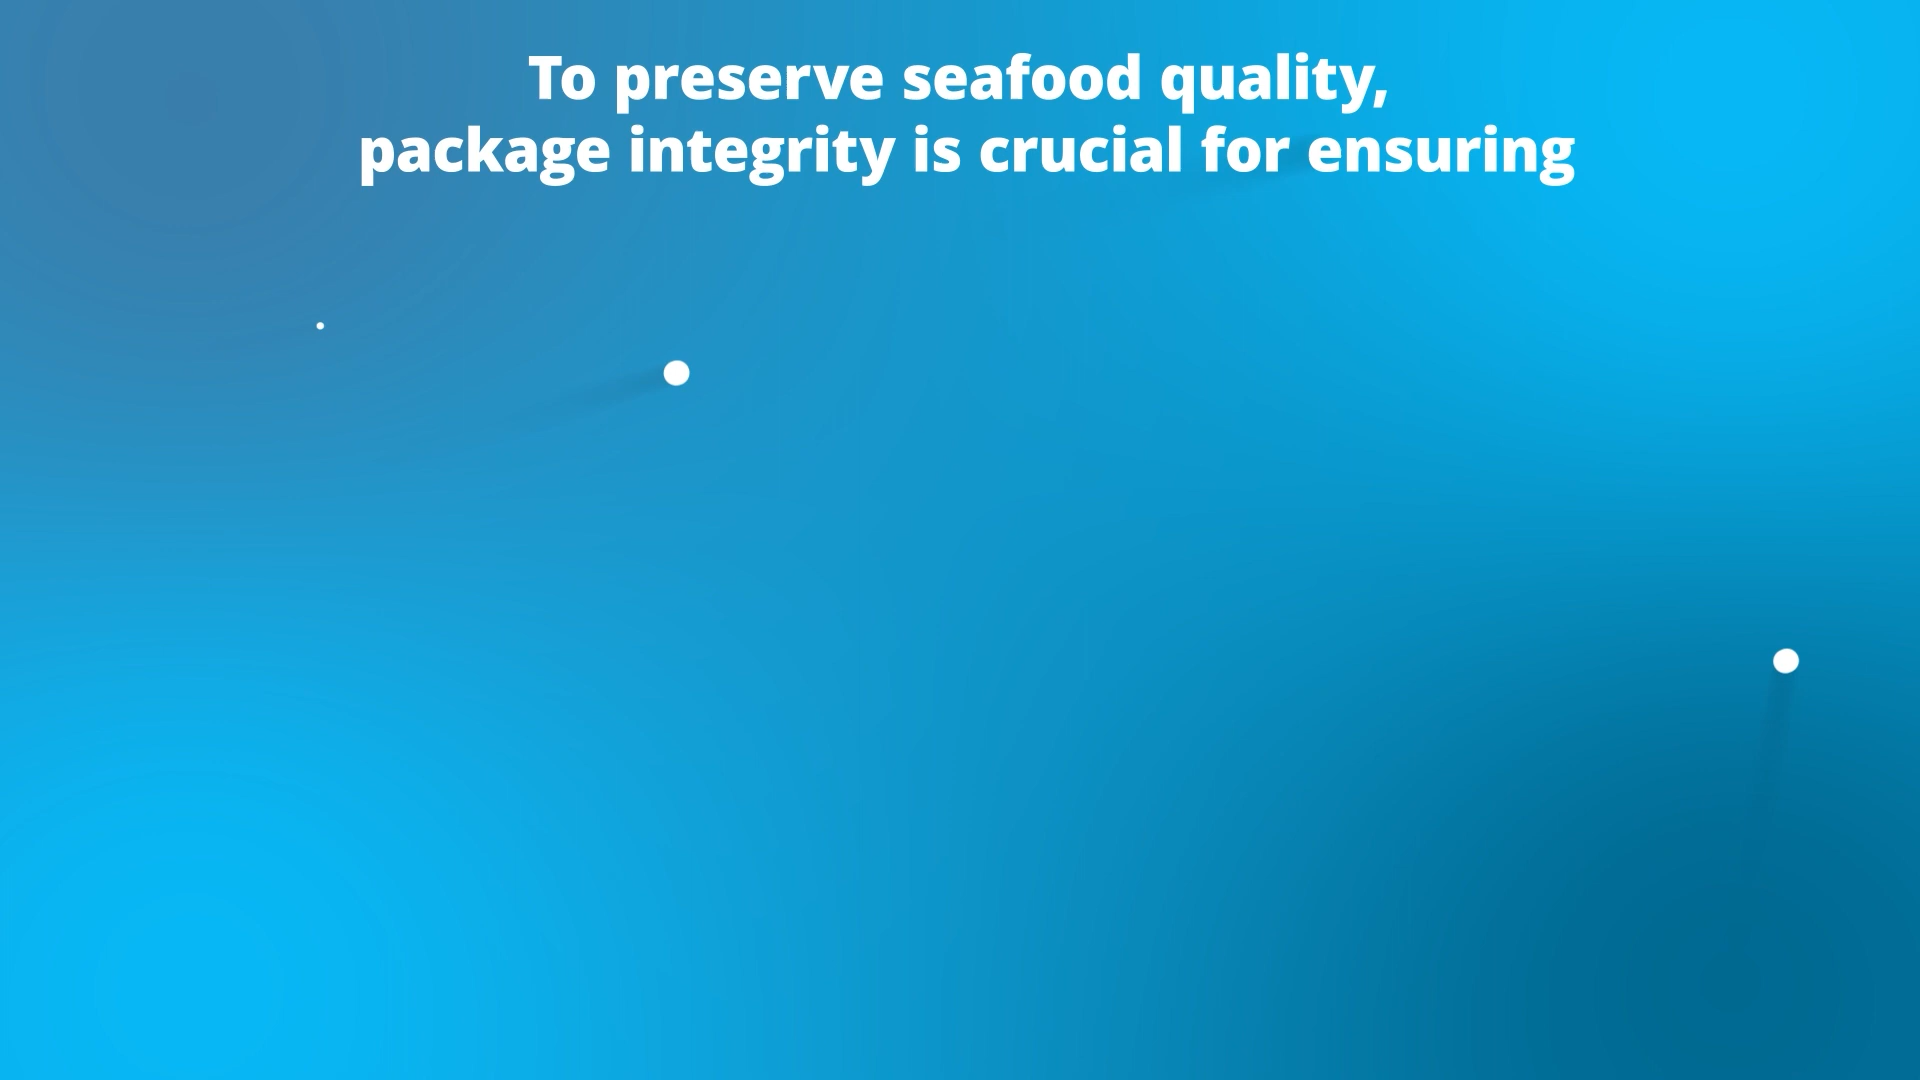 To preserve seafood quality,
package integrity is crucial for ensuring